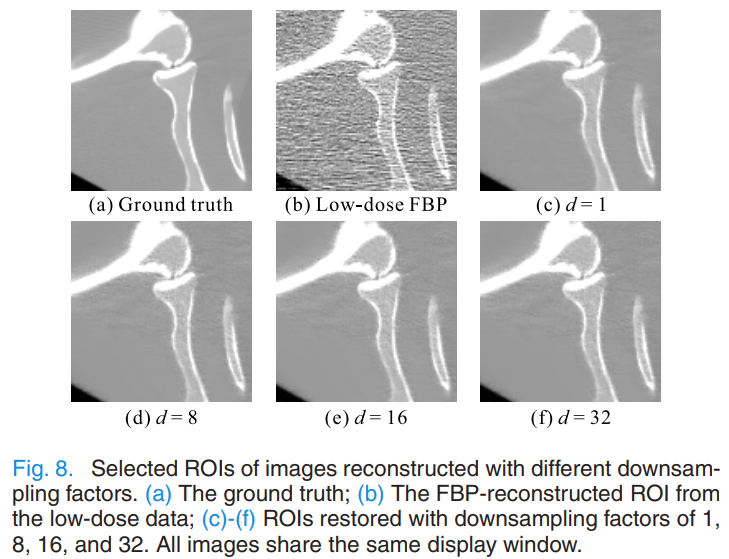 (a) Ground truth
(b) Low-dose FBP
(c) d = 1
(d) d = 8
(e) d = 16
(f) d = 32
Fig. 8. Selected ROIs of images reconstructed with different downsam-
pling factors. (a) The ground truth; (b) The FBP-reconstructed ROI from
the low-dose data; (c)-(f) ROIs restored with downsampling factors of 1,
8, 16, and 32. All images share the same display window.